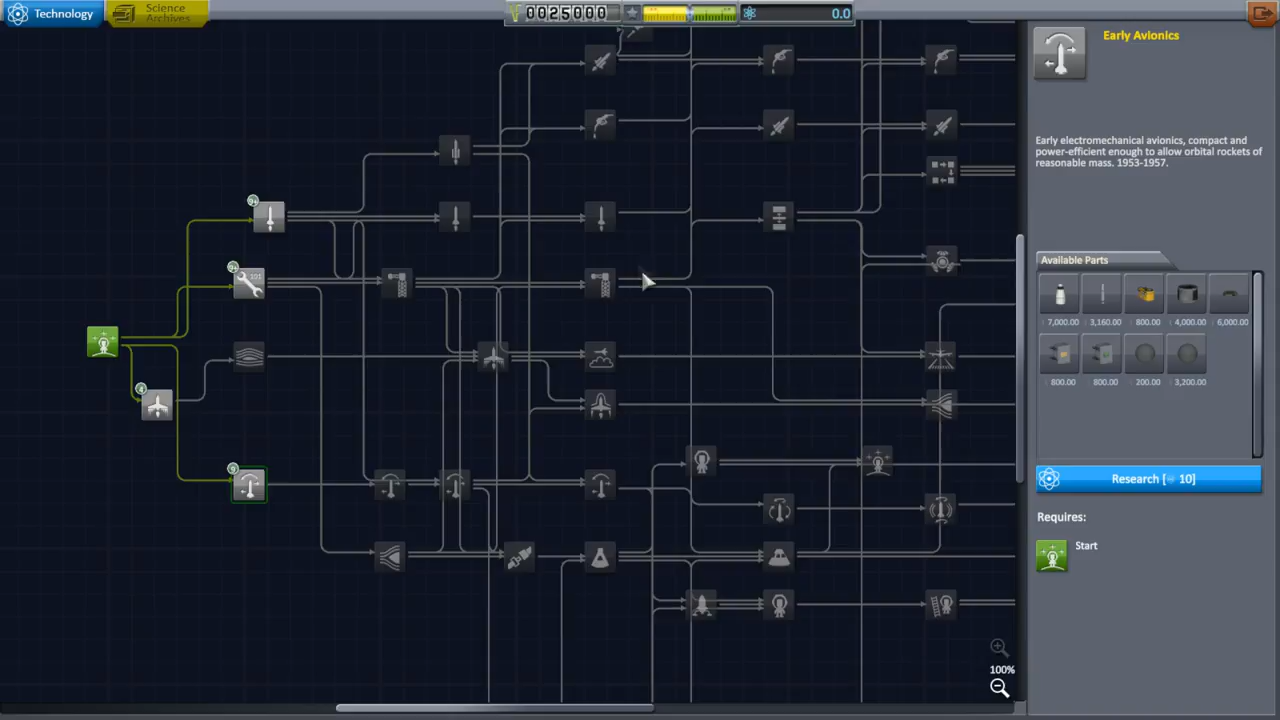 Technology
Science
Archives
0025000
0.0
Early Avionics
Early electromechanical avionics, compact and
power-efficient enough to allow orbital rockets of
reasonable mass. 1953-1957.
Available Parts
7,000.00 3,160.00 800.00 4,000.00 6,000.00
800.00 800.00 200.00 3,200.00
Research [ 10]
Requires:
Start
101
4
100%